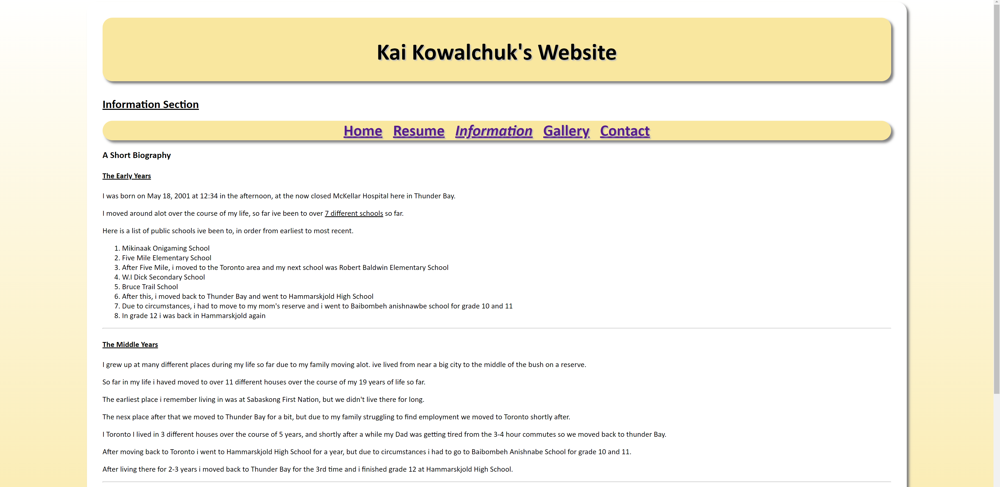 Kai Kowalchuk's Website
Information Section
Home Resume Information Gallery Contact
A Short Biography
The Early Years
I was born on May 18, 2001 at 12:34 in the afternoon, at the now closed McKellar Hospital here in Thunder Bay.
I moved around alot over the course of my life, so far ive been to over 7 different schools so far.
Here is a list of public schools ive been to, in order from earliest to most recent.
1. Mikinaak Onigaming School
2. Five Mile Elementary School
3. After Five Mile, i moved to the Toronto area and my next school was Robert Baldwin Elementary School
4. W.I Dick Secondary School
5. Bruce Trail School
6. After this, i moved back to Thunder Bay and went to Hammarskjold High School
7. Due to circumstances, i had to move to my mom's reserve and i went to Baibombeh anishnawbe school for grade 10 and 11
8. In grade 12 i was back in Hammarskjold again
The Middle Years
I grew up at many different places during my life so far due to my family moving alot. ive lived from near a big city to the middle of the bush on a reserve.
So far in my life i haved moved to over 11 different houses over the course of my 19 years of life so far.
The earliest place i remember living in was at Sabaskong First Nation, but we didn't live there for long.
The nesx place after that we moved to Thunder Bay for a bit, but due to my family struggling to find employment we moved to Toronto shortly after.
I Toronto I lived in 3 different houses over the course of 5 years, and shortly after a while my Dad was getting tired from the 3-4 hour commutes so we moved back to thunder Bay.
After moving back to Toronto i went to Hammarskjold High School for a year, but due to circumstances i had to go to Baibombeh Anishnabe School for grade 10 and 11.
After living there for 2-3 years i moved back to Thunder Bay for the 3rd time and i finished grade 12 at Hammarskjold High School.